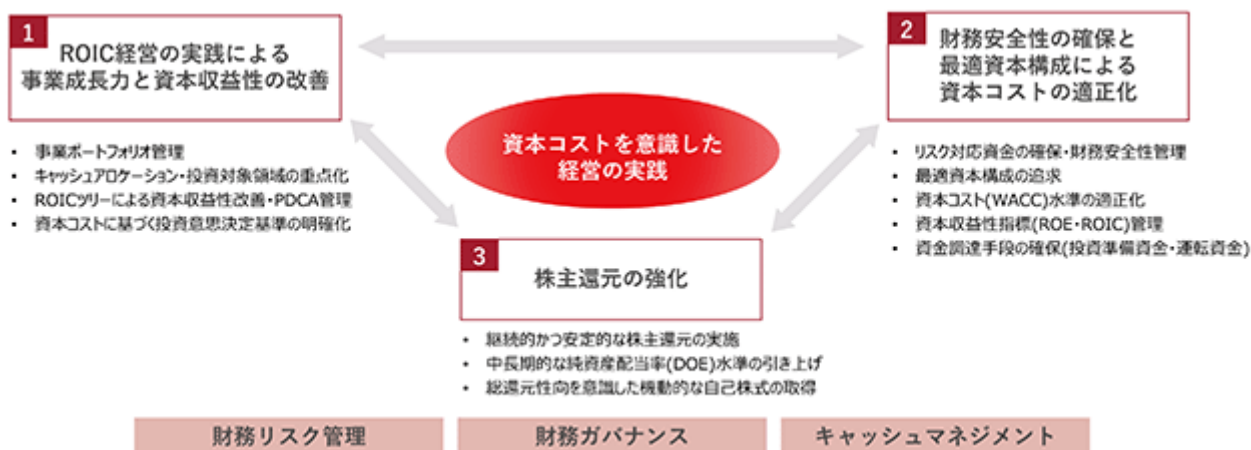 1
ROIC経営の実践による
事業成長力と資本収益性の改善
・ 事業ポートフォリオ管理
・ キャッシュアロケーション・投資対象領域の重点化
・ ROICツリーによる資本収益性改善・PDCA管理
・ 資本コストに基づく投資意思決定基準の明確化
2
財務安全性の確保と
最適資本構成による
資本コストの適正化
・ リスク対応資金の確保・財務安全性管理
・ 最適資本構成の追求
・ 資本コスト(WACC)水準の適正化
・ 資本収益性指標(ROE・ROIC)管理
・ 資金調達手段の確保(投資準備資金・運転資金)
資本コストを意識した
経営の実践
3
株主還元の強化
・ 継続的かつ安定的な株主還元の実施
・ 中長期的な純資産配当率(DOE)水準の引き上げ
・ 総還元性向を意識した機動的な自己株式の取得
財務リスク管理
財務ガバナンス
キャッシュマネジメント